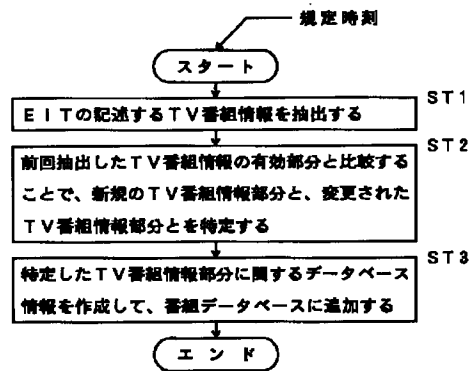 規定時刻
スタート
ST1
EITの記述するTV番組情報を抽出する
ST2
前回抽出したTV番組情報の有効部分と比較する
ことで、新規のTV番組情報部分と、変更された
TV番組情報部分とを特定する
ST3
特定したTV番組情報部分に関するデータベース
情報を作成して、番組データベースに追加する
エンド